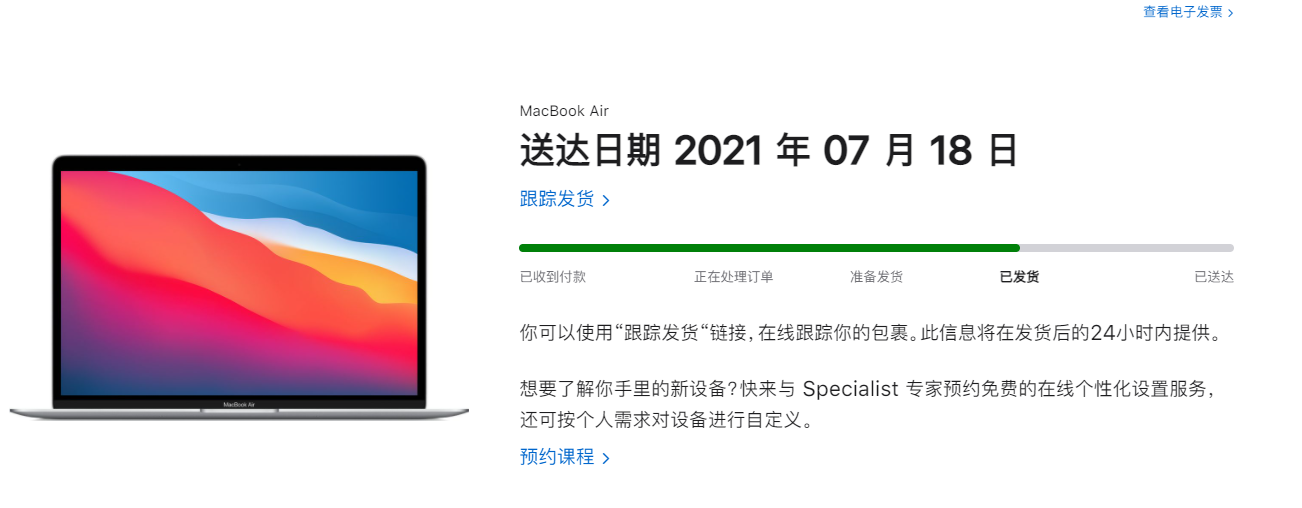 查看电子发票 >
MacBook Air
送达日期 2021 年 07 月 18 日
跟踪发货 >
已收到付款 正在处理订单 准备发货 已发货 已送达
你可以使用“跟踪发货“链接，在线跟踪你的包裹。此信息将在发货后的24小时内提供。
想要了解你手里的新设备？快来与 Specialist 专家预约免费的在线个性化设置服务，
还可按个人需求对设备进行自定义。
MacBook Air
预约课程 >